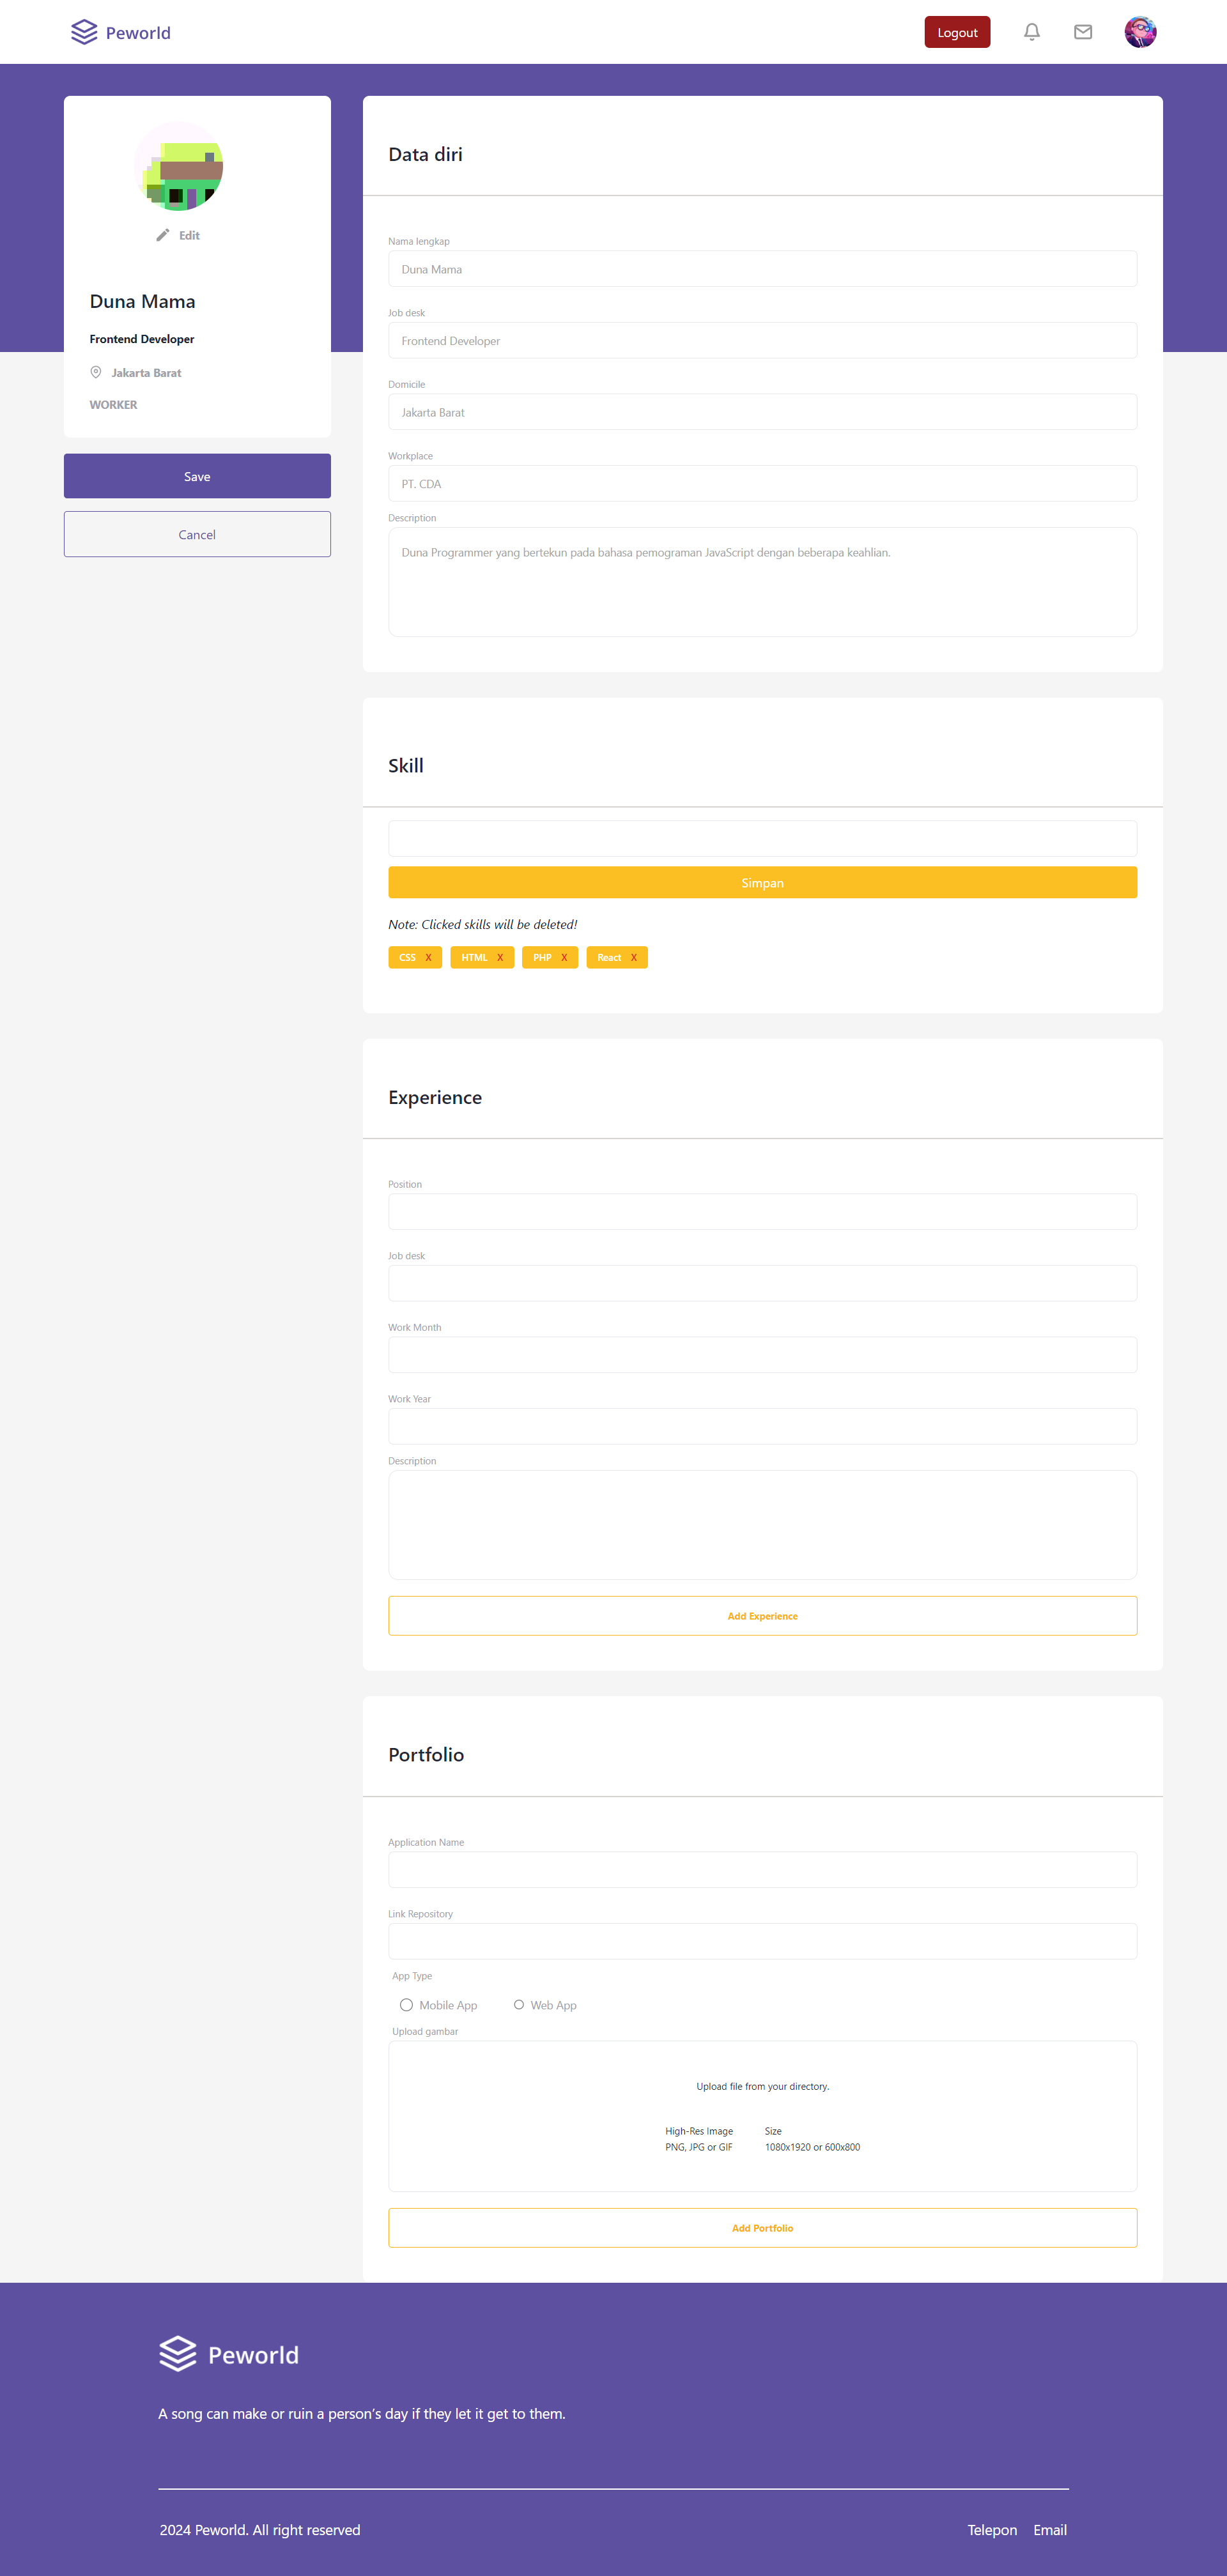 Peworld
Logout
Edit
Duna Mama
Frontend Developer
Jakarta Barat
WORKER
Save
Cancel
Data diri
Nama lengkap
Duna Mama
Job desk
Frontend Developer
Domicile
Jakarta Barat
Workplace
PT. CDA
Description
Duna Programmer yang bertekun pada bahasa pemograman JavaScript dengan beberapa keahlian.
Skill
Simpan
Note: Clicked skills will be deleted!
CSS X HTML X PHP X React X
Experience
Position
Job desk
Work Month
Work Year
Description
Add Experience
Portfolio
Application Name
Link Repository
App Type
Mobile App Web App
Upload gambar
Upload file from your directory.
High-Res Image Size
PNG, JPG or GIF 1080x1920 or 600x800
Add Portfolio
Peworld
A song can make or ruin a person's day if they let it get to them.
2024 Peworld. All right reserved
Telepon Email